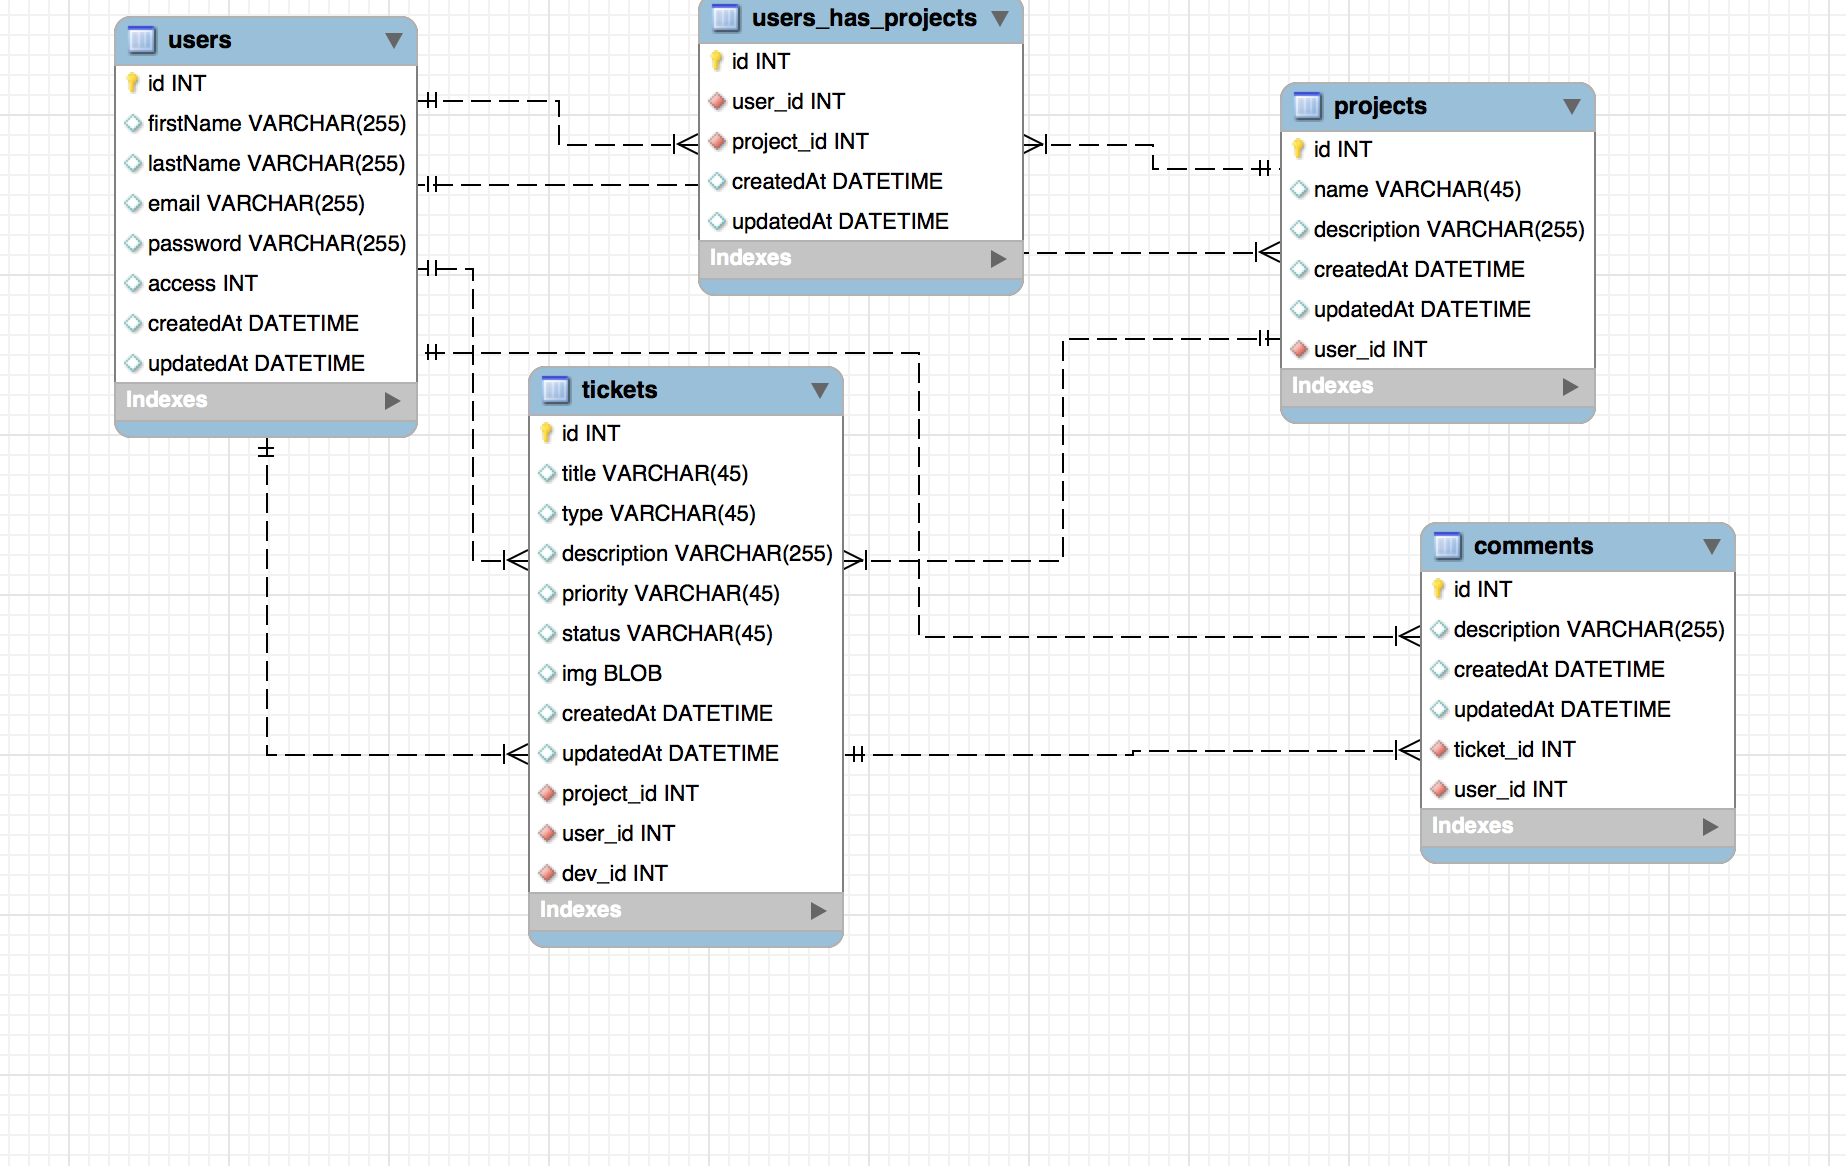 users
id INT
firstName VARCHAR(255)
lastName VARCHAR(255)
email VARCHAR(255)
password VARCHAR(255)
access INT
createdAt DATETIME
updatedAt DATETIME
Indexes
users_has_projects
id INT
user_id INT
project_id INT
createdAt DATETIME
updatedAt DATETIME
Indexes
projects
id INT
name VARCHAR(45)
description VARCHAR(255)
createdAt DATETIME
updatedAt DATETIME
user_id INT
Indexes
tickets
id INT
title VARCHAR(45)
type VARCHAR(45)
description VARCHAR(255)
priority VARCHAR(45)
status VARCHAR(45)
img BLOB
createdAt DATETIME
updatedAt DATETIME
project_id INT
user_id INT
dev_id INT
Indexes
comments
id INT
description VARCHAR(255)
createdAt DATETIME
updatedAt DATETIME
ticket_id INT
user_id INT
Indexes